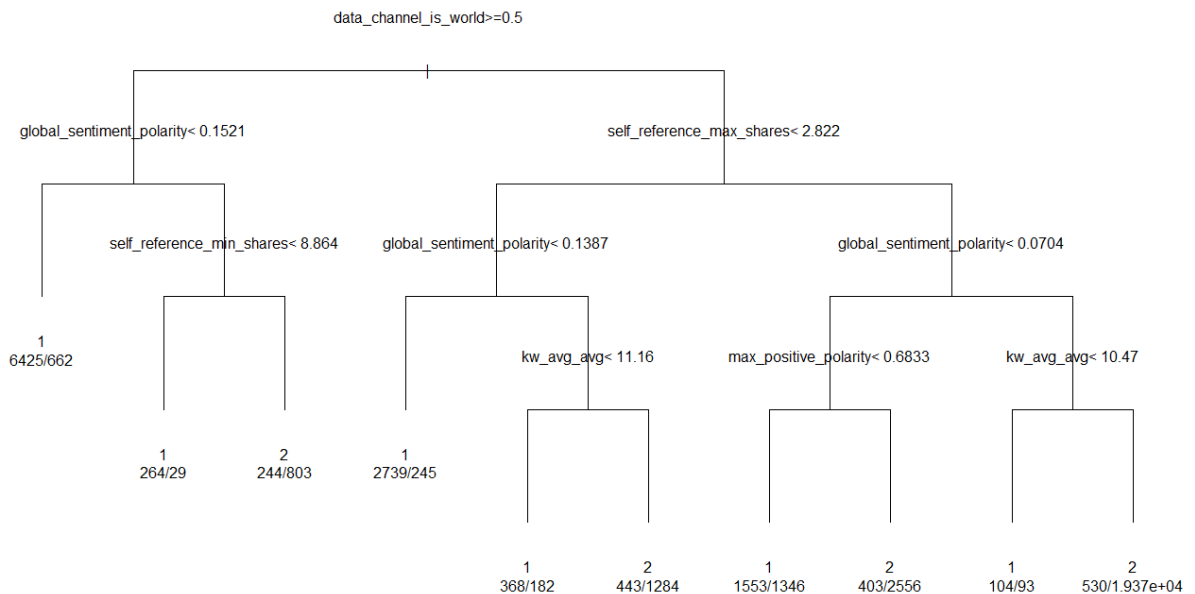 data_channel_is_world>=0.5
global_sentiment_polarity< 0.1521
self_reference_max_shares< 2.822
self_reference_min_shares< 8.864
global_sentiment_polarity< 0.1387
global_sentiment_polarity< 0.0704
1
6425/662
kw_avg_avg< 11.16
max_positive_polarity< 0.6833
kw_avg_avg< 10.47
1
264/29
2
244/803
1
2739/245
1
368/182
2
443/1284
1
1553/1346
2
403/2556
1
104/93
2
530/1.937e+04